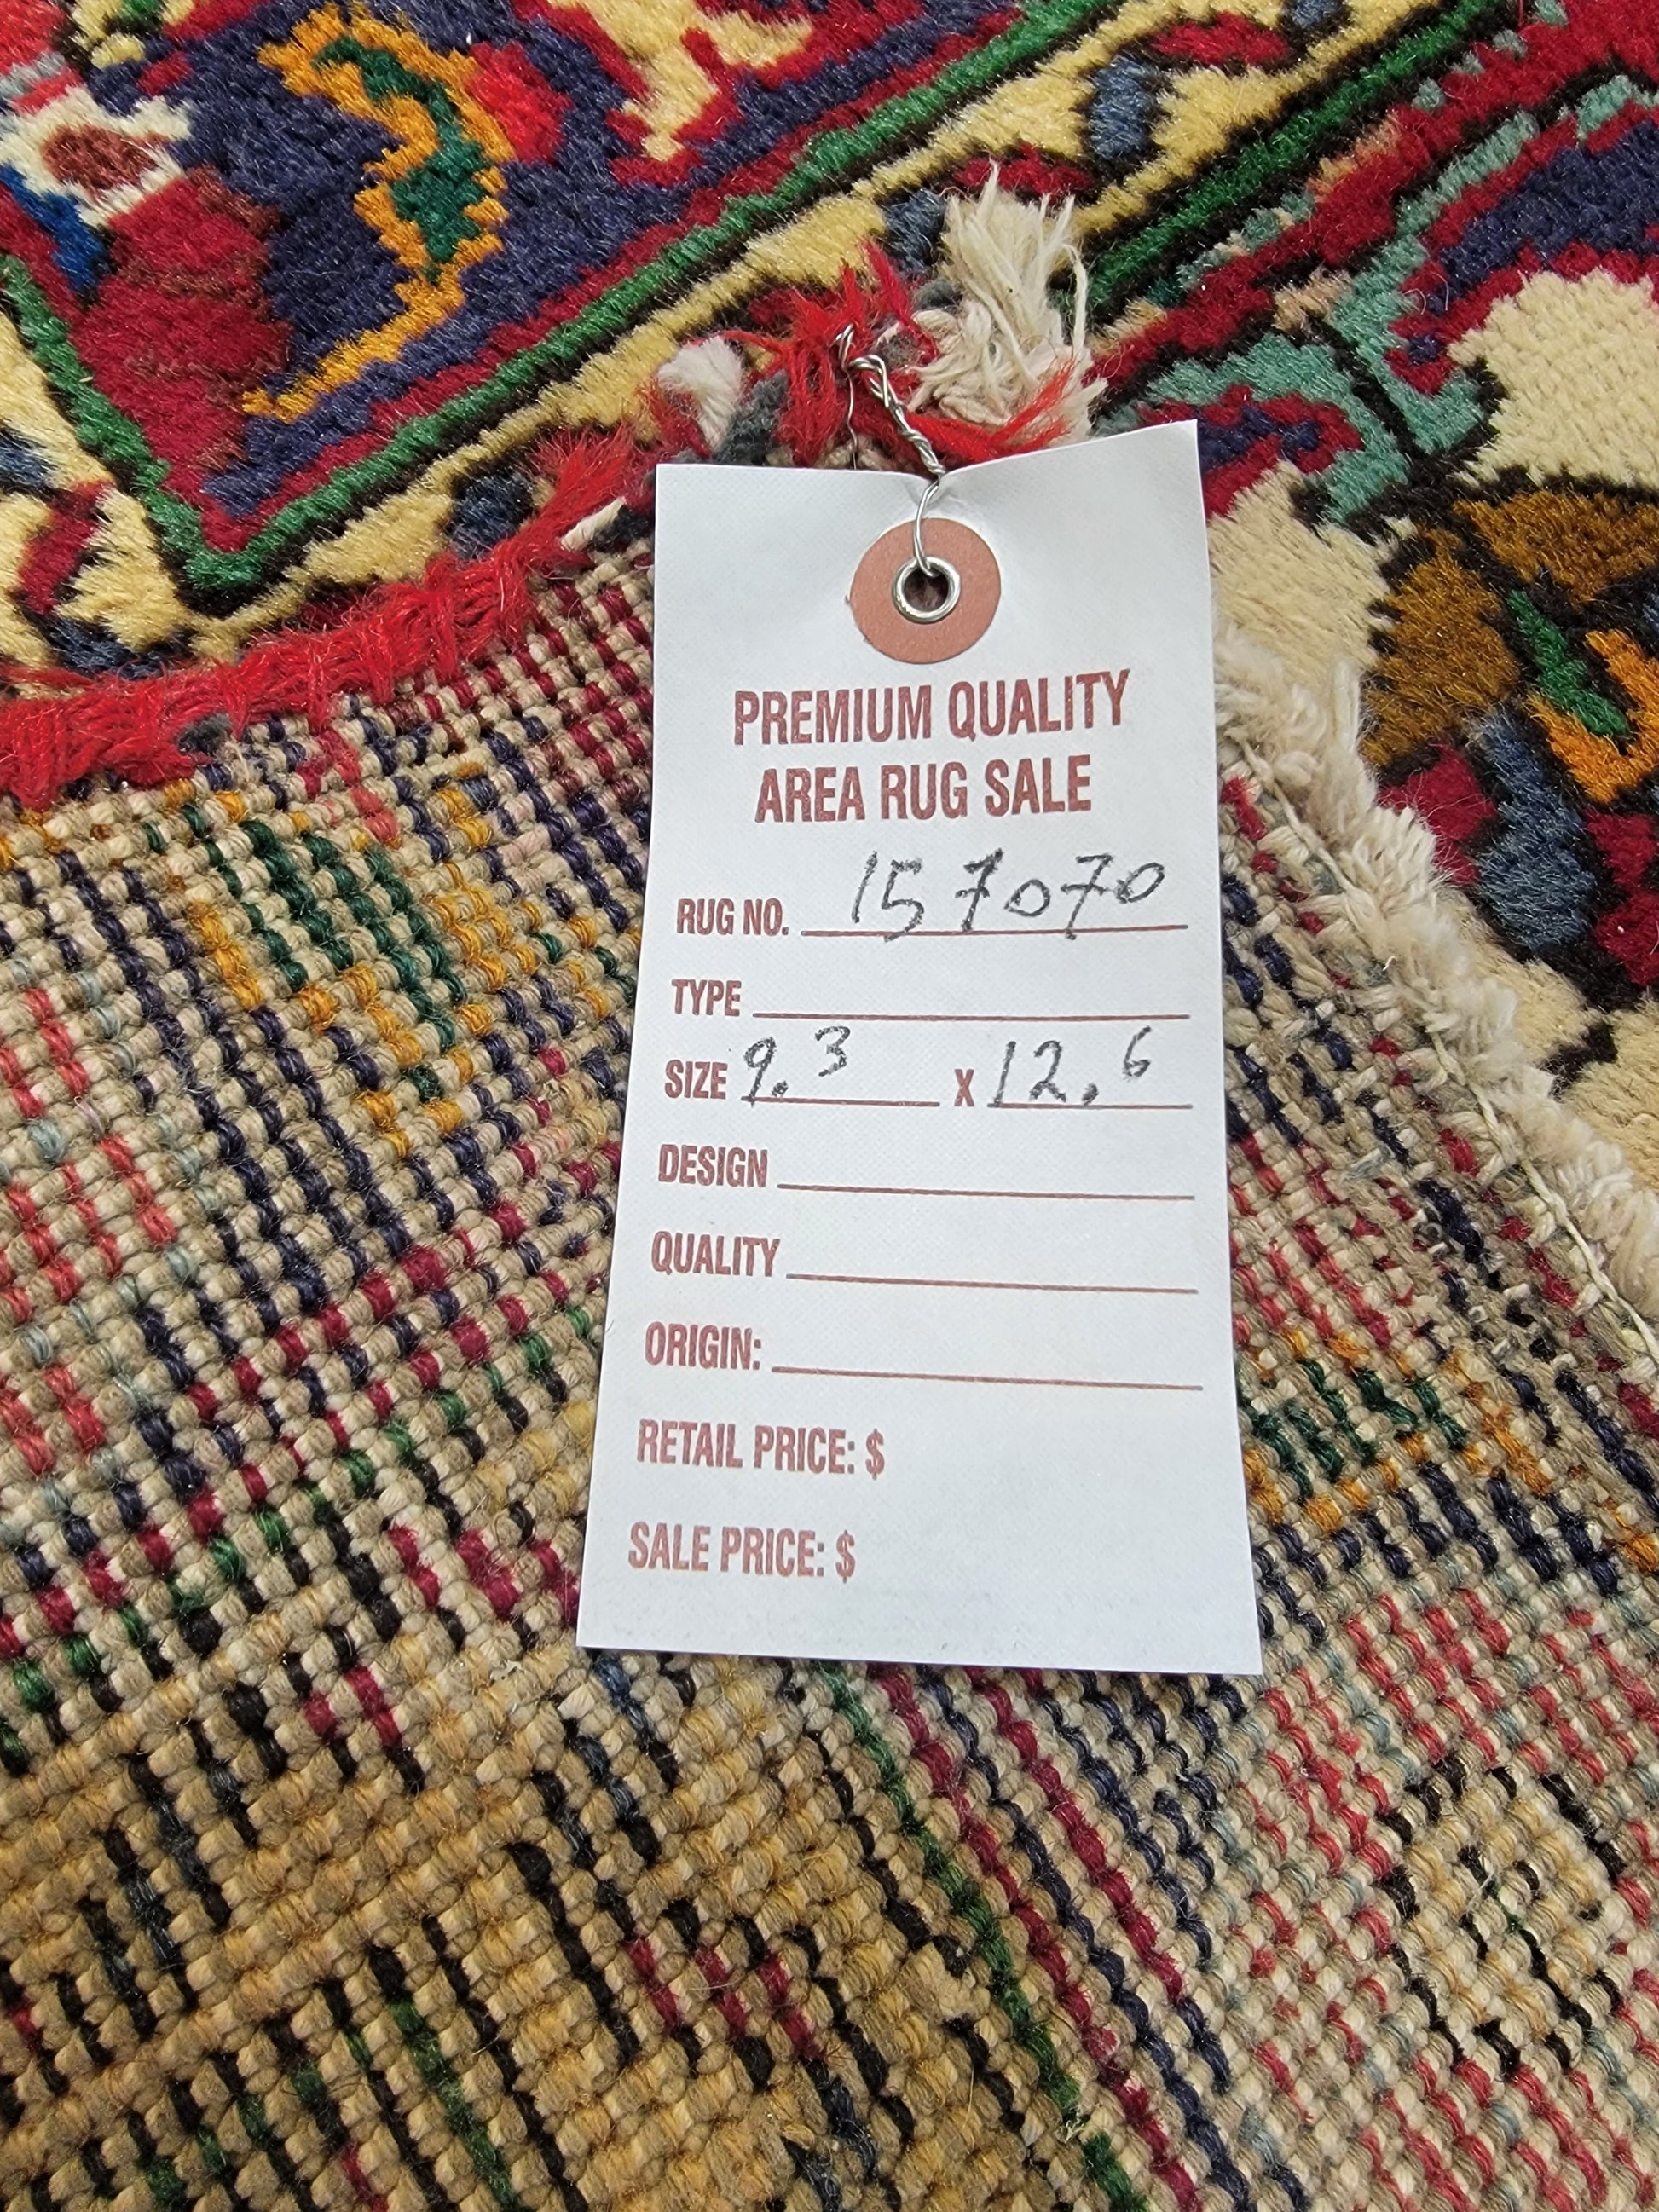 PREMIUM QUALITY
AREA RUG SALE
RUG NO. 157070
TYPE
SIZE 9.3 X 12.6
DESIGN
QUALITY
ORIGIN:
RETAIL PRICE: $
SALE PRICE: $